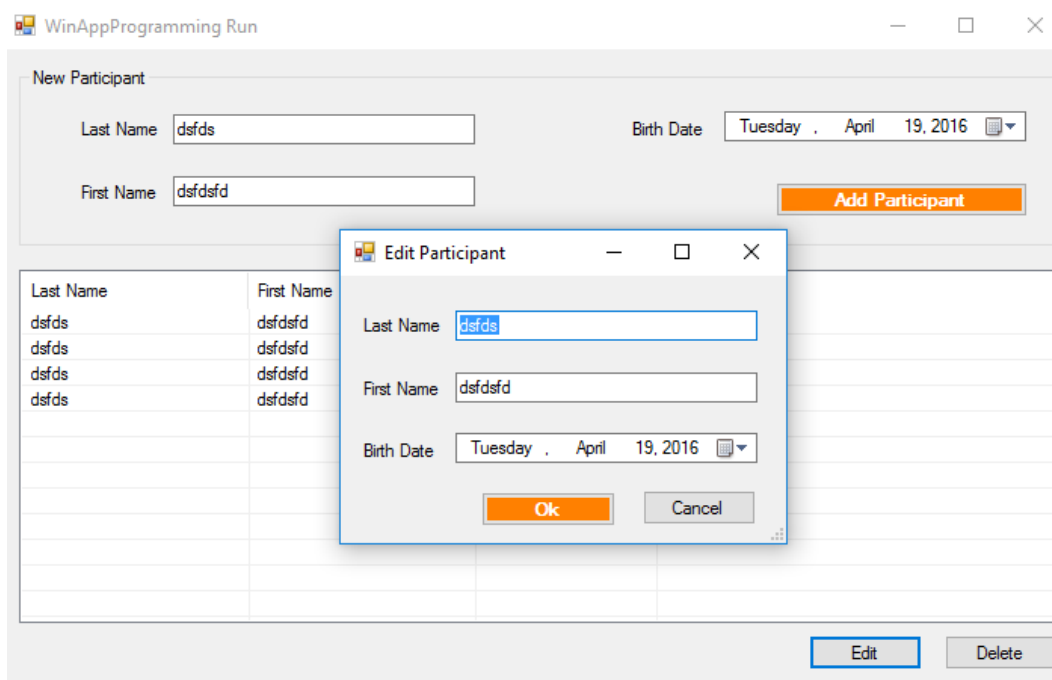 WinAppProgramming Run
New Participant
Last Name dsfds Birth Date Tuesday , April 19, 2016
First Name dsfdsfd Add Participant
Last Name First Name
dsfds dsfdsfd
dsfds dsfdsfd
dsfds dsfdsfd
dsfds dsfdsfd
Edit Participant
Last Name dsfds
First Name dsfdsfd
Birth Date Tuesday , April 19, 2016
Ok Cancel
Edit Delete